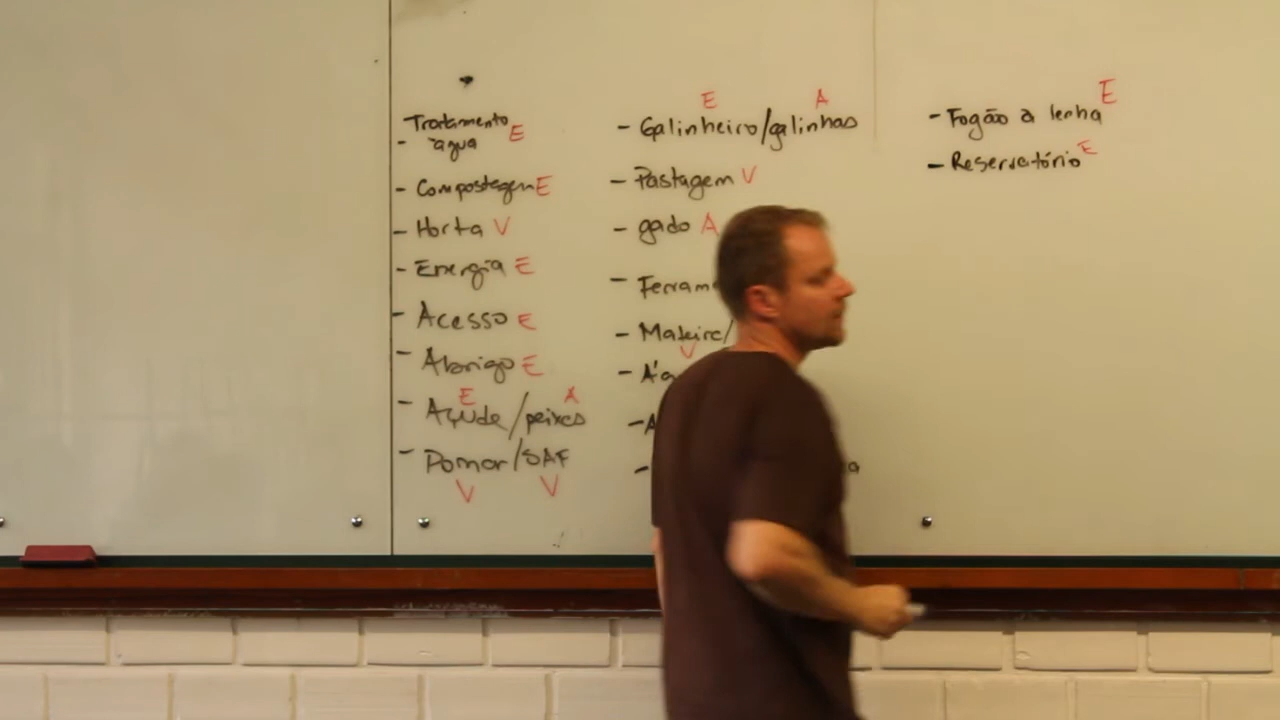 Tratamento
- água E
- Compostagem E
- Horta V
- Energia E
- Acesso E
- Abrigo E
E A
- Açude/peixes
- Pomar/SAF
V V
E A
- Galinheiro/galinhas
- Pastagem V
- gado A
- Ferram
- Madeira/
V
- Á
- A
-
- Fogão a lenha E
- Reservatório E